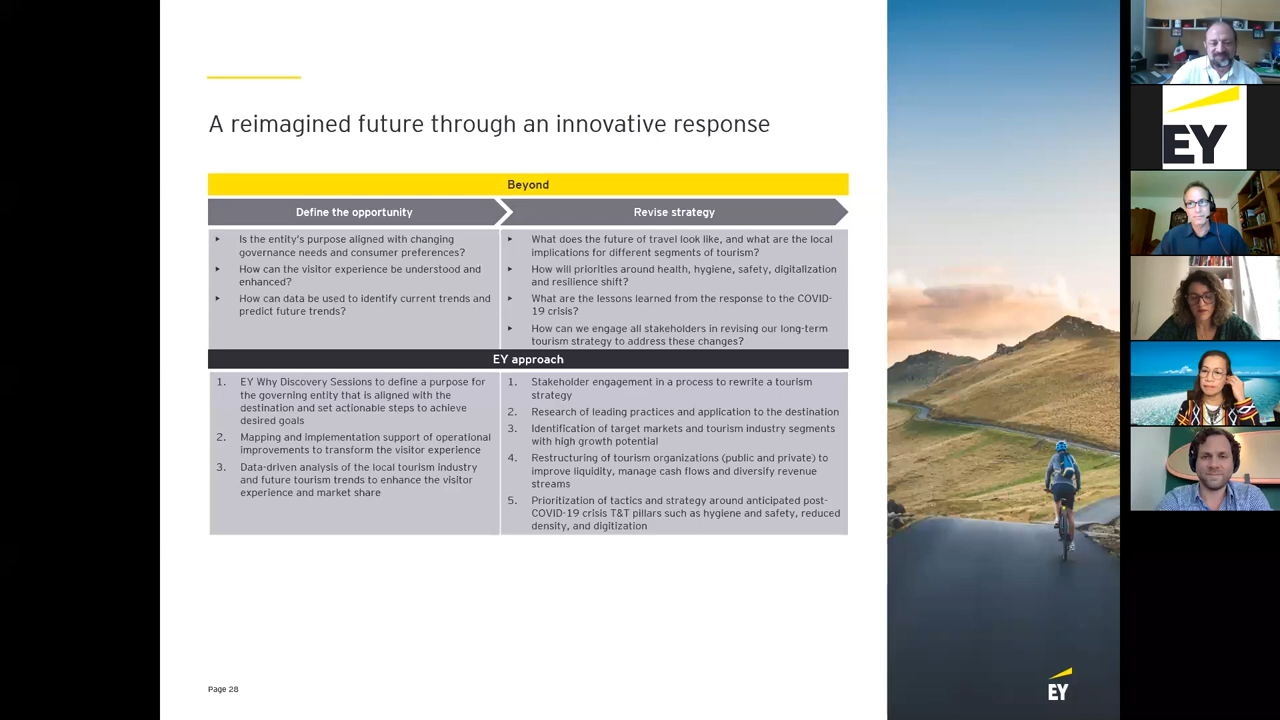 A reimagined future through an innovative response
Beyond
Define the opportunity
Revise strategy
▸ Is the entity's purpose aligned with changing
governance needs and consumer preferences?
▸ How can the visitor experience be understood and
enhanced?
▸ How can data be used to identify current trends and
predict future trends?
▸ What does the future of travel look like, and what are the local
implications for different segments of tourism?
▸ How will priorities around health, hygiene, safety, digitalization
and resilience shift?
▸ What are the lessons learned from the response to the COVID-
19 crisis?
▸ How can we engage all stakeholders in revising our long-term
tourism strategy to address these changes?
EY approach
1. EY Why Discovery Sessions to define a purpose for
the governing entity that is aligned with the
destination and set actionable steps to achieve
desired goals
2. Mapping and implementation support of operational
improvements to transform the visitor experience
3. Data-driven analysis of the local tourism industry
and future tourism trends to enhance the visitor
experience and market share
1. Stakeholder engagement in a process to rewrite a tourism
strategy
2. Research of leading practices and application to the destination
3. Identification of target markets and tourism industry segments
with high growth potential
4. Restructuring of tourism organizations (public and private) to
improve liquidity, manage cash flows and diversify revenue
streams
5. Prioritization of tactics and strategy around anticipated post-
COVID-19 crisis T&T pillars such as hygiene and safety, reduced
density, and digitization
Page 28
EY
EY